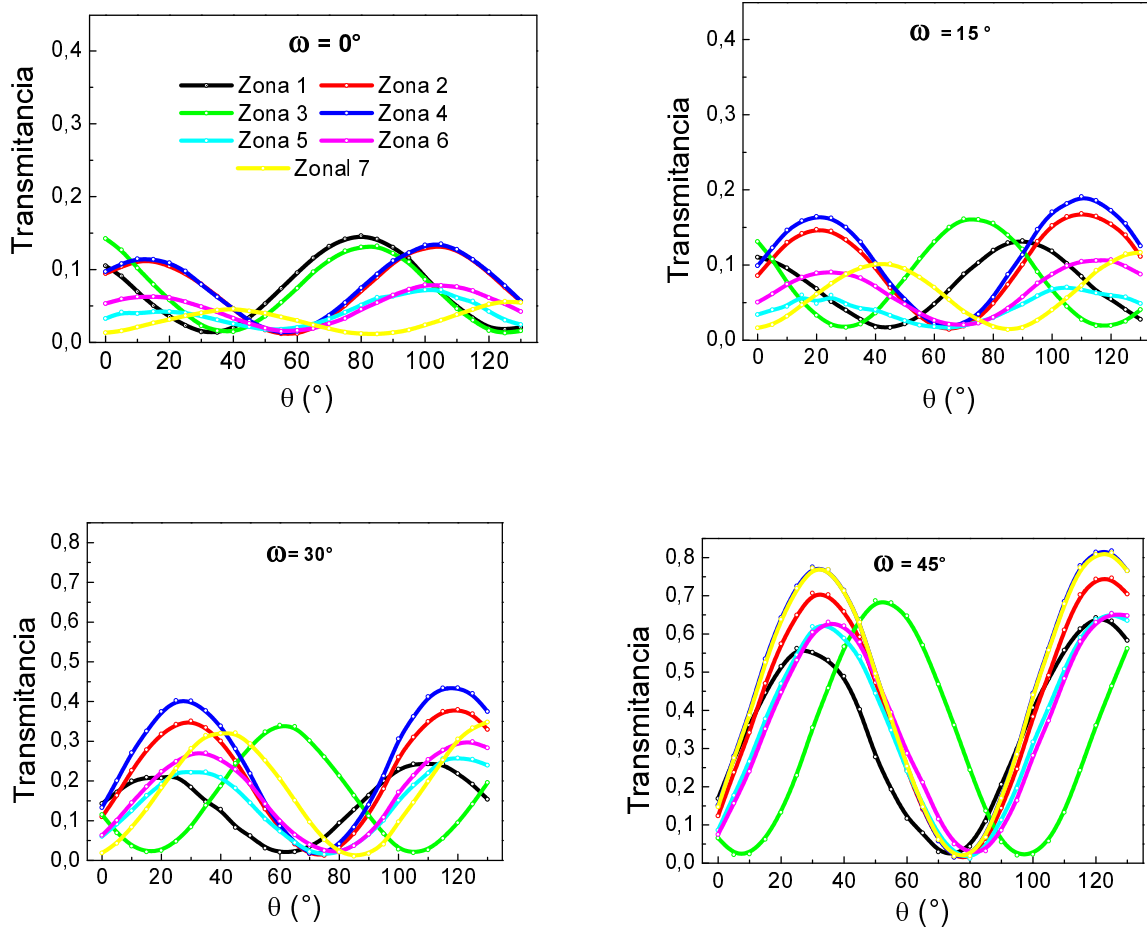 ω = 0°
Zona 1 Zona 2
Zona 3 Zona 4
Zona 5 Zona 6
Zonal 7
Transmitancia
0,4
0,3
0,2
0,1
0,0
0 20 40 60 80 100 120
θ (°)
ω = 15 °
Transmitancia
0,4
0,3
0,2
0,1
0,0
0 20 40 60 80 100 120
θ (°)
ω= 30°
Transmitancia
0,8
0,7
0,6
0,5
0,4
0,3
0,2
0,1
0,0
0 20 40 60 80 100 120
θ (°)
ω = 45°
Transmitancia
0,8
0,7
0,6
0,5
0,4
0,3
0,2
0,1
0,0
0 20 40 60 80 100 120
θ (°)